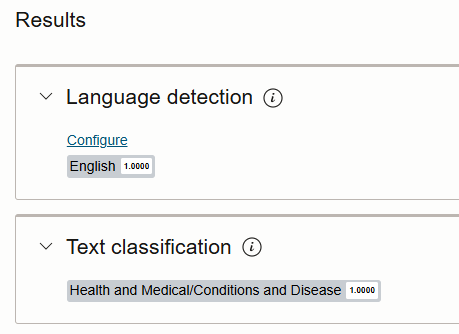 Results
Language detection
Configure
English 1.0000
Text classification
Health and Medical/Conditions and Disease 1.0000